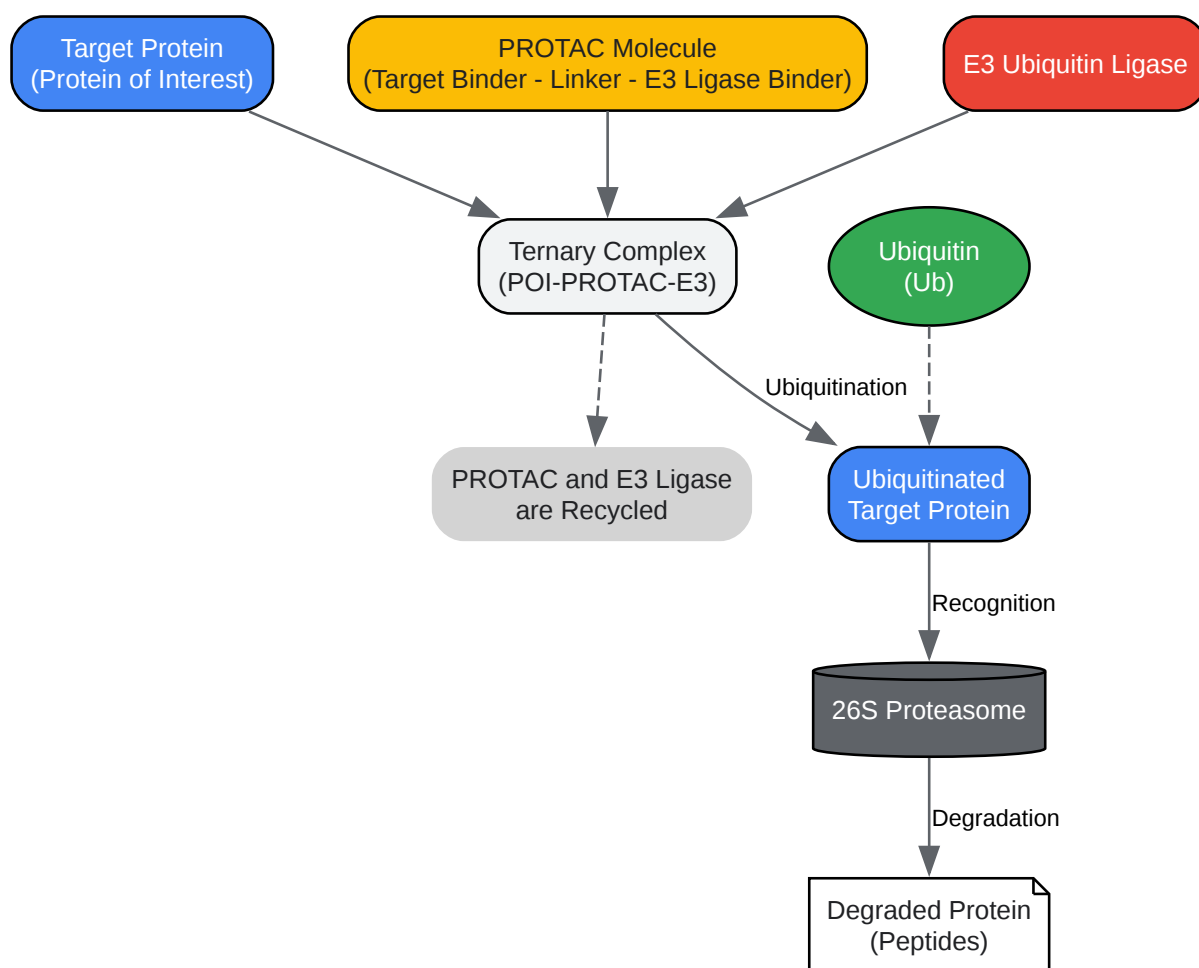 Target Protein
(Protein of Interest)
PROTAC Molecule
(Target Binder - Linker - E3 Ligase Binder)
E3 Ubiquitin Ligase
Ternary Complex
(POI-PROTAC-E3)
Ubiquitin
(Ub)
Ubiquitination
PROTAC and E3 Ligase
are Recycled
Ubiquitinated
Target Protein
Recognition
26S Proteasome
Degradation
Degraded Protein
(Peptides)